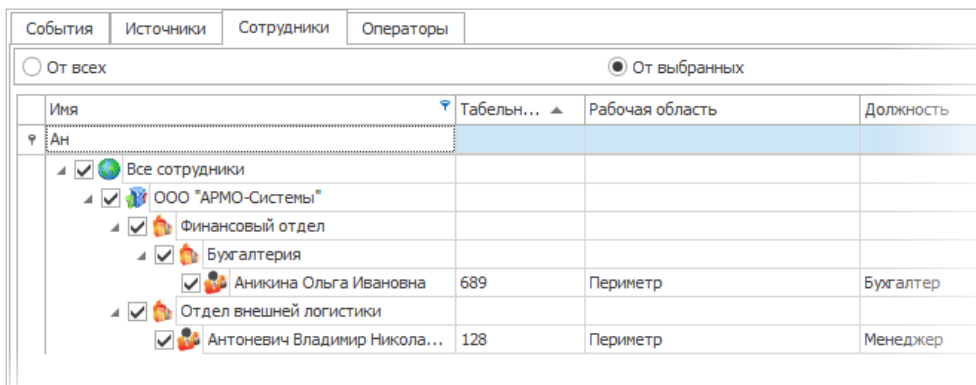 События Источники Сотрудники Операторы
От всех От выбранных
Имя Табельн... Рабочая область Должность
Ан
Все сотрудники
ООО "АРМО-Системы"
Финансовый отдел
Бухгалтерия
Аникина Ольга Ивановна 689 Периметр Бухгалтер
Отдел внешней логистики
Антоневич Владимир Никола... 128 Периметр Менеджер